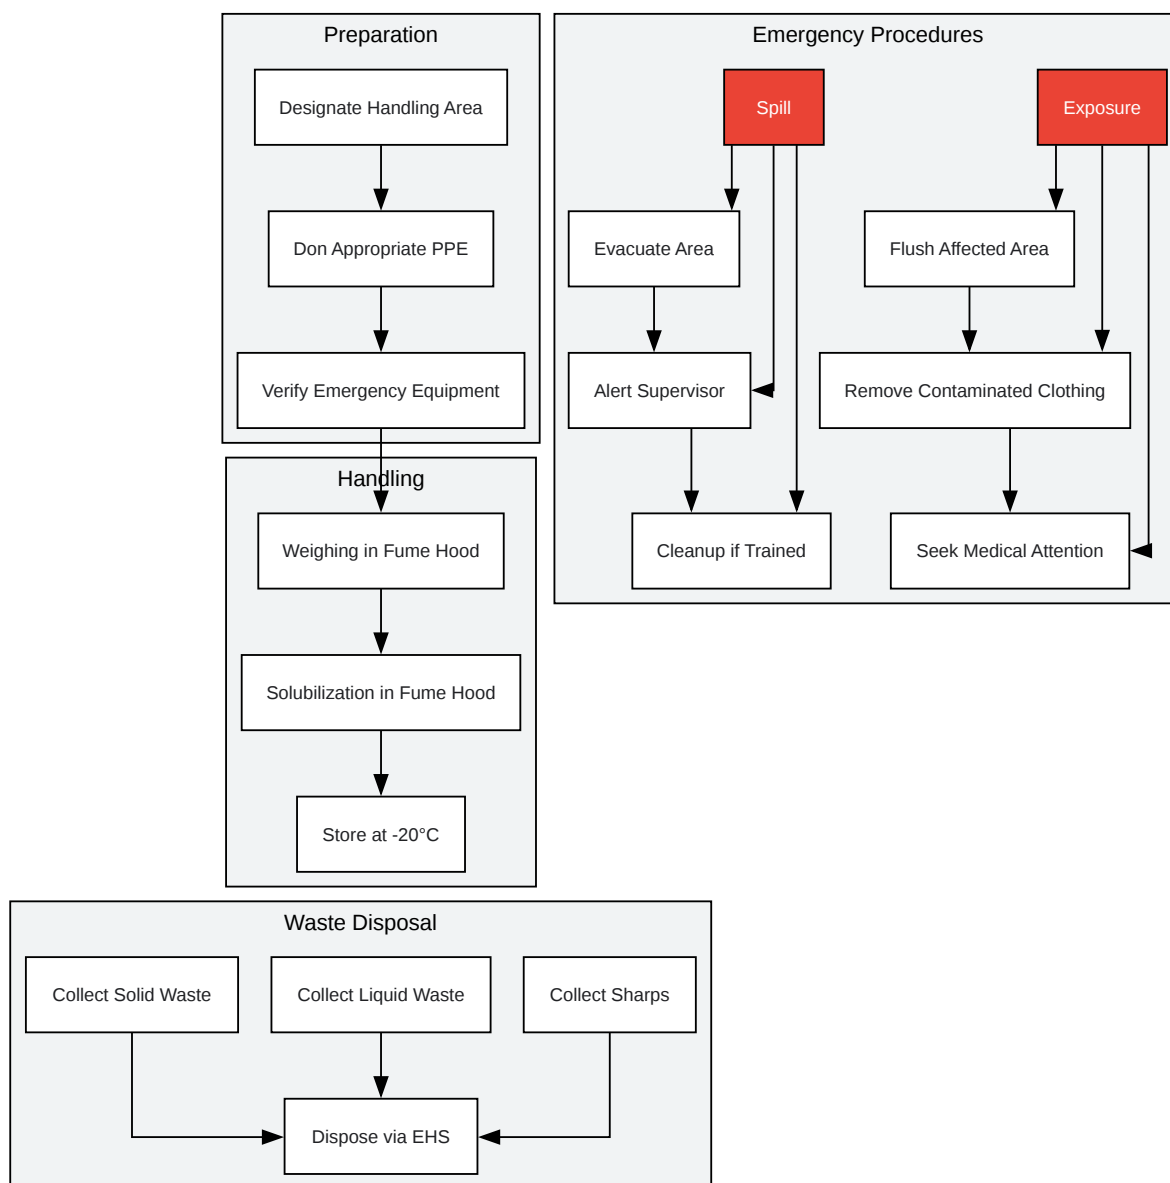 Preparation
Designate Handling Area
Don Appropriate PPE
Verify Emergency Equipment
Handling
Weighing in Fume Hood
Solubilization in Fume Hood
Store at -20°C
Emergency Procedures
Spill
Exposure
Evacuate Area
Flush Affected Area
Alert Supervisor
Remove Contaminated Clothing
Cleanup if Trained
Seek Medical Attention
Waste Disposal
Collect Solid Waste
Collect Liquid Waste
Collect Sharps
Dispose via EHS